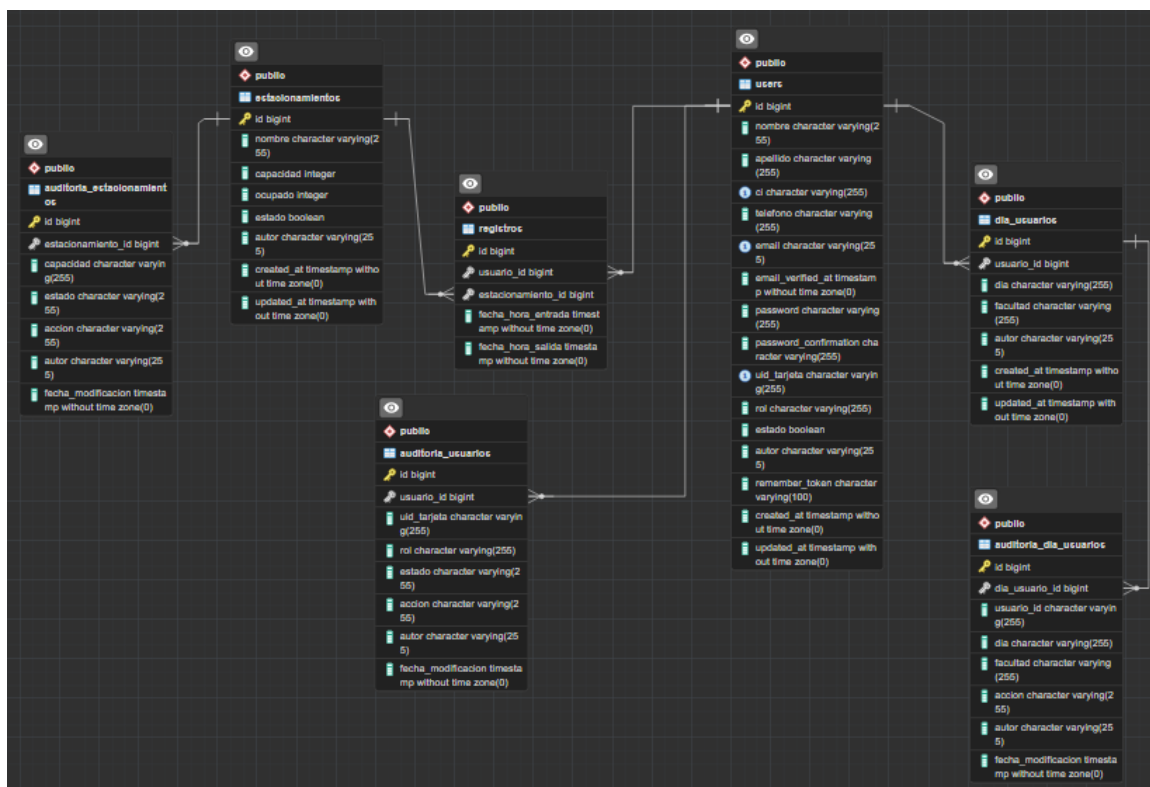 public
auditoria_estacionamient
os
id bigint
estacionamiento_id bigint
capacidad character varyin
g(255)
estado character varying(2
55)
accion character varying(2
55)
autor character varying(25
5)
fecha_modificacion timesta
mp without time zone(0)
public
estacionamientos
id bigint
nombre character varying(2
55)
capacidad integer
ocupado integer
estado boolean
autor character varying(25
5)
created_at timestamp witho
ut time zone(0)
updated_at timestamp with
out time zone(0)
public
registros
id bigint
usuario_id bigint
estacionamiento_id bigint
fecha_hora_entrada timest
amp without time zone(0)
fecha_hora_salida timesta
mp without time zone(0)
public
auditoria_usuarios
id bigint
usuario_id bigint
uid_tarjeta character varyin
g(255)
rol character varying(255)
estado character varying(2
55)
accion character varying(2
55)
autor character varying(25
5)
fecha_modificacion timesta
mp without time zone(0)
public
users
id bigint
nombre character varying(2
55)
apellido character varying
(255)
ci character varying(255)
telefono character varying
(255)
email character varying(25
5)
email_verified_at timestam
p without time zone(0)
password character varying
(255)
password_confirmation cha
racter varying(255)
uid_tarjeta character varyin
g(255)
rol character varying(255)
estado boolean
autor character varying(25
5)
remember_token character
varying(100)
created_at timestamp witho
ut time zone(0)
updated_at timestamp with
out time zone(0)
public
dia_usuarios
id bigint
usuario_id bigint
dia character varying(255)
facultad character varying
(255)
autor character varying(25
5)
created_at timestamp witho
ut time zone(0)
updated_at timestamp with
out time zone(0)
public
auditoria_dia_usuarios
id bigint
dia_usuario_id bigint
usuario_id character varyin
g(255)
dia character varying(255)
facultad character varying
(255)
accion character varying(2
55)
autor character varying(25
5)
fecha_modificacion timesta
mp without time zone(0)